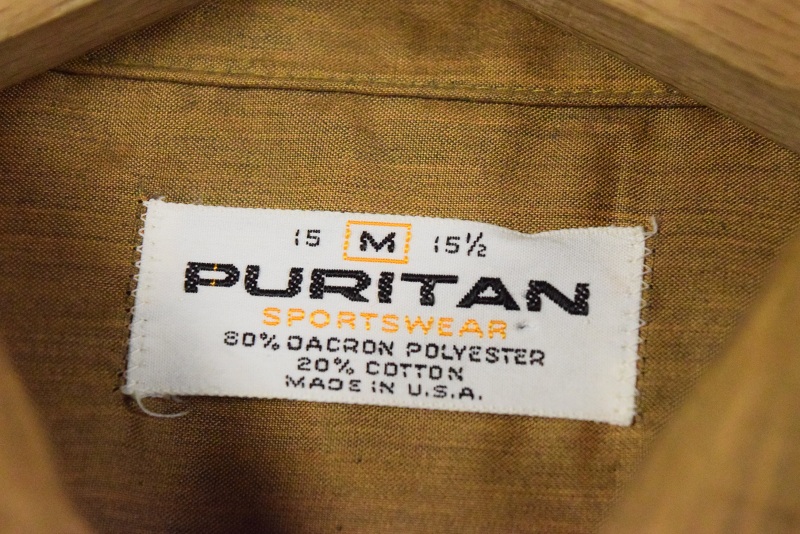 15 M 15½
PURITAN
SPORTSWEAR
80% DACRON POLYESTER
20% COTTON
MADE IN U.S.A.